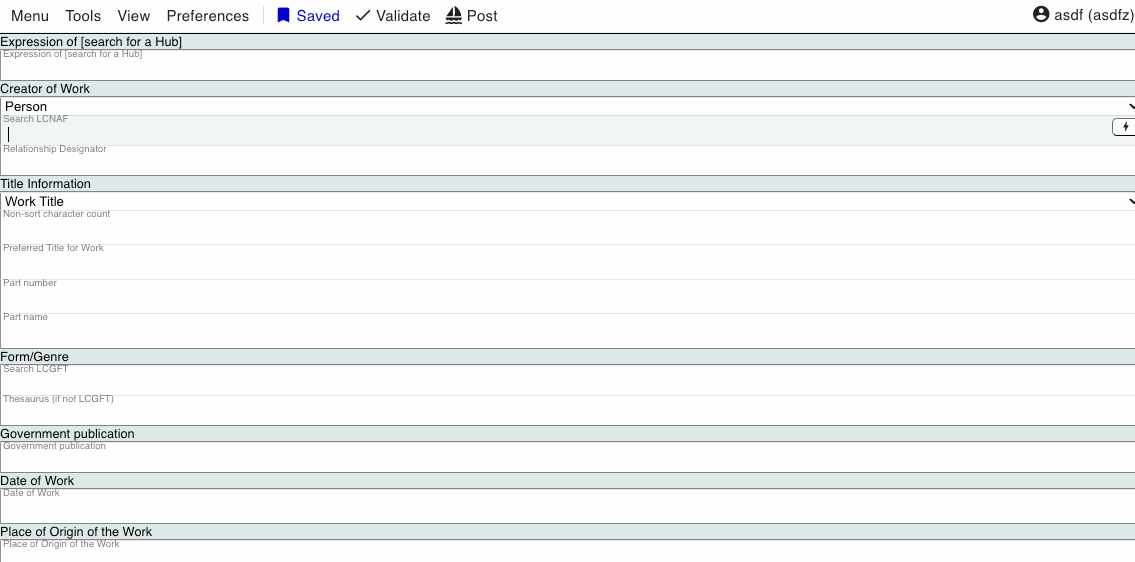 Menu Tools View Preferences Saved Validate Post asdf (asdfz)
Expression of [search for a Hub]
Expression of [search for a Hub]
Creator of Work
Person
Search LCNAF
Relationship Designator
Title Information
Work Title
Non-sort character count
Preferred Title for Work
Part number
Part name
Form/Genre
Search LCGFT
Thesaurus (if not LCGFT)
Government publication
Government publication
Date of Work
Date of Work
Place of Origin of the Work
Place of Origin of the Work